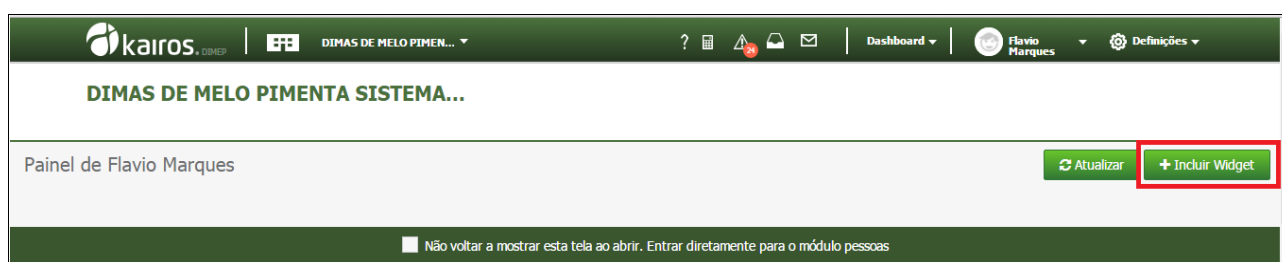 kairos. DIMEP
DIMAS DE MELO PIMEN...
?
24
Dashboard
Flavio
Marques
Definições
DIMAS DE MELO PIMENTA SISTEMA...
Painel de Flavio Marques
Atualizar
+ Incluir Widget
Não voltar a mostrar esta tela ao abrir. Entrar diretamente para o módulo pessoas